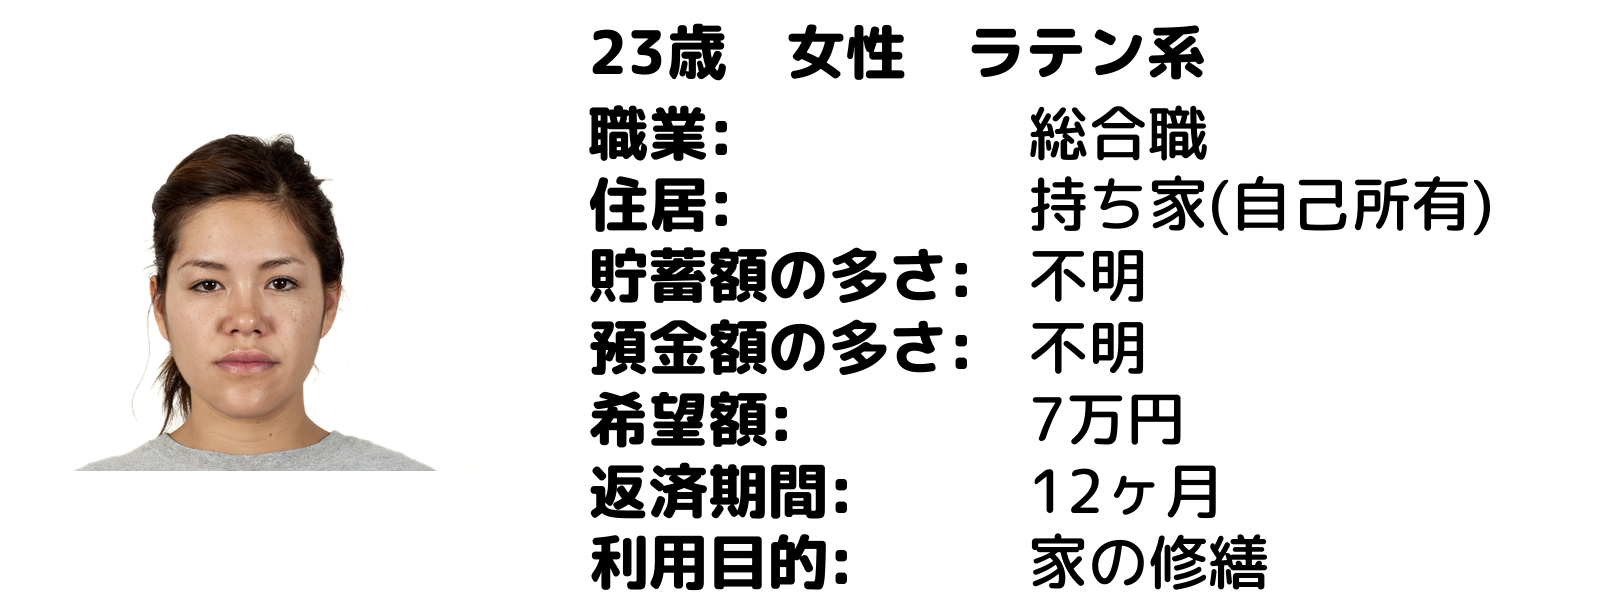 23歳　女性　ラテン系
職業:　総合職
住居:　持ち家(自己所有)
貯蓄額の多さ:　不明
預金額の多さ:　不明
希望額:　7万円
返済期間:　12ヶ月
利用目的:　家の修繕